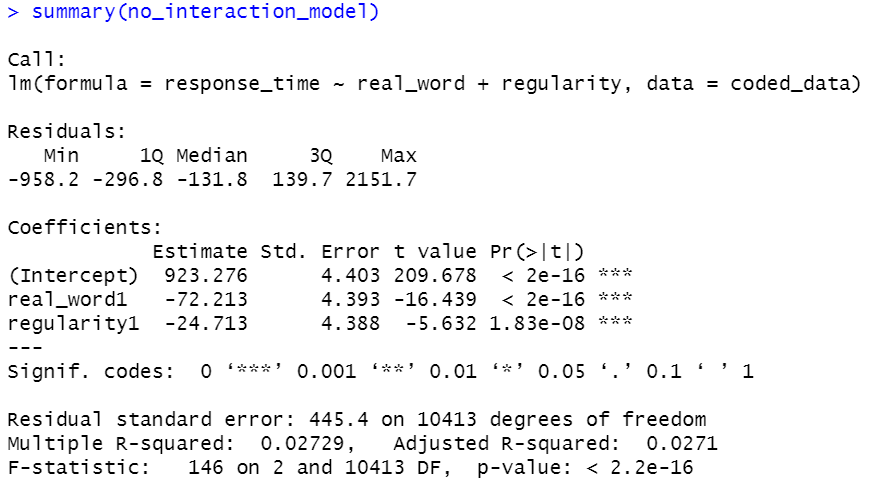 > summary(no_interaction_model)

Call:
lm(formula = response_time ~ real_word + regularity, data = coded_data)

Residuals:
   Min     1Q Median     3Q    Max
-958.2 -296.8 -131.8  139.7 2151.7

Coefficients:
            Estimate Std. Error t value Pr(>|t|)
(Intercept)  923.276      4.403 209.678  < 2e-16 ***
real_word1   -72.213      4.393 -16.439  < 2e-16 ***
regularity1  -24.713      4.388  -5.632 1.83e-08 ***
---
Signif. codes:  0 ‘***’ 0.001 ‘**’ 0.01 ‘*’ 0.05 ‘.’ 0.1 ‘ ’ 1

Residual standard error: 445.4 on 10413 degrees of freedom
Multiple R-squared:  0.02729,	Adjusted R-squared:  0.0271
F-statistic:   146 on 2 and 10413 DF,  p-value: < 2.2e-16